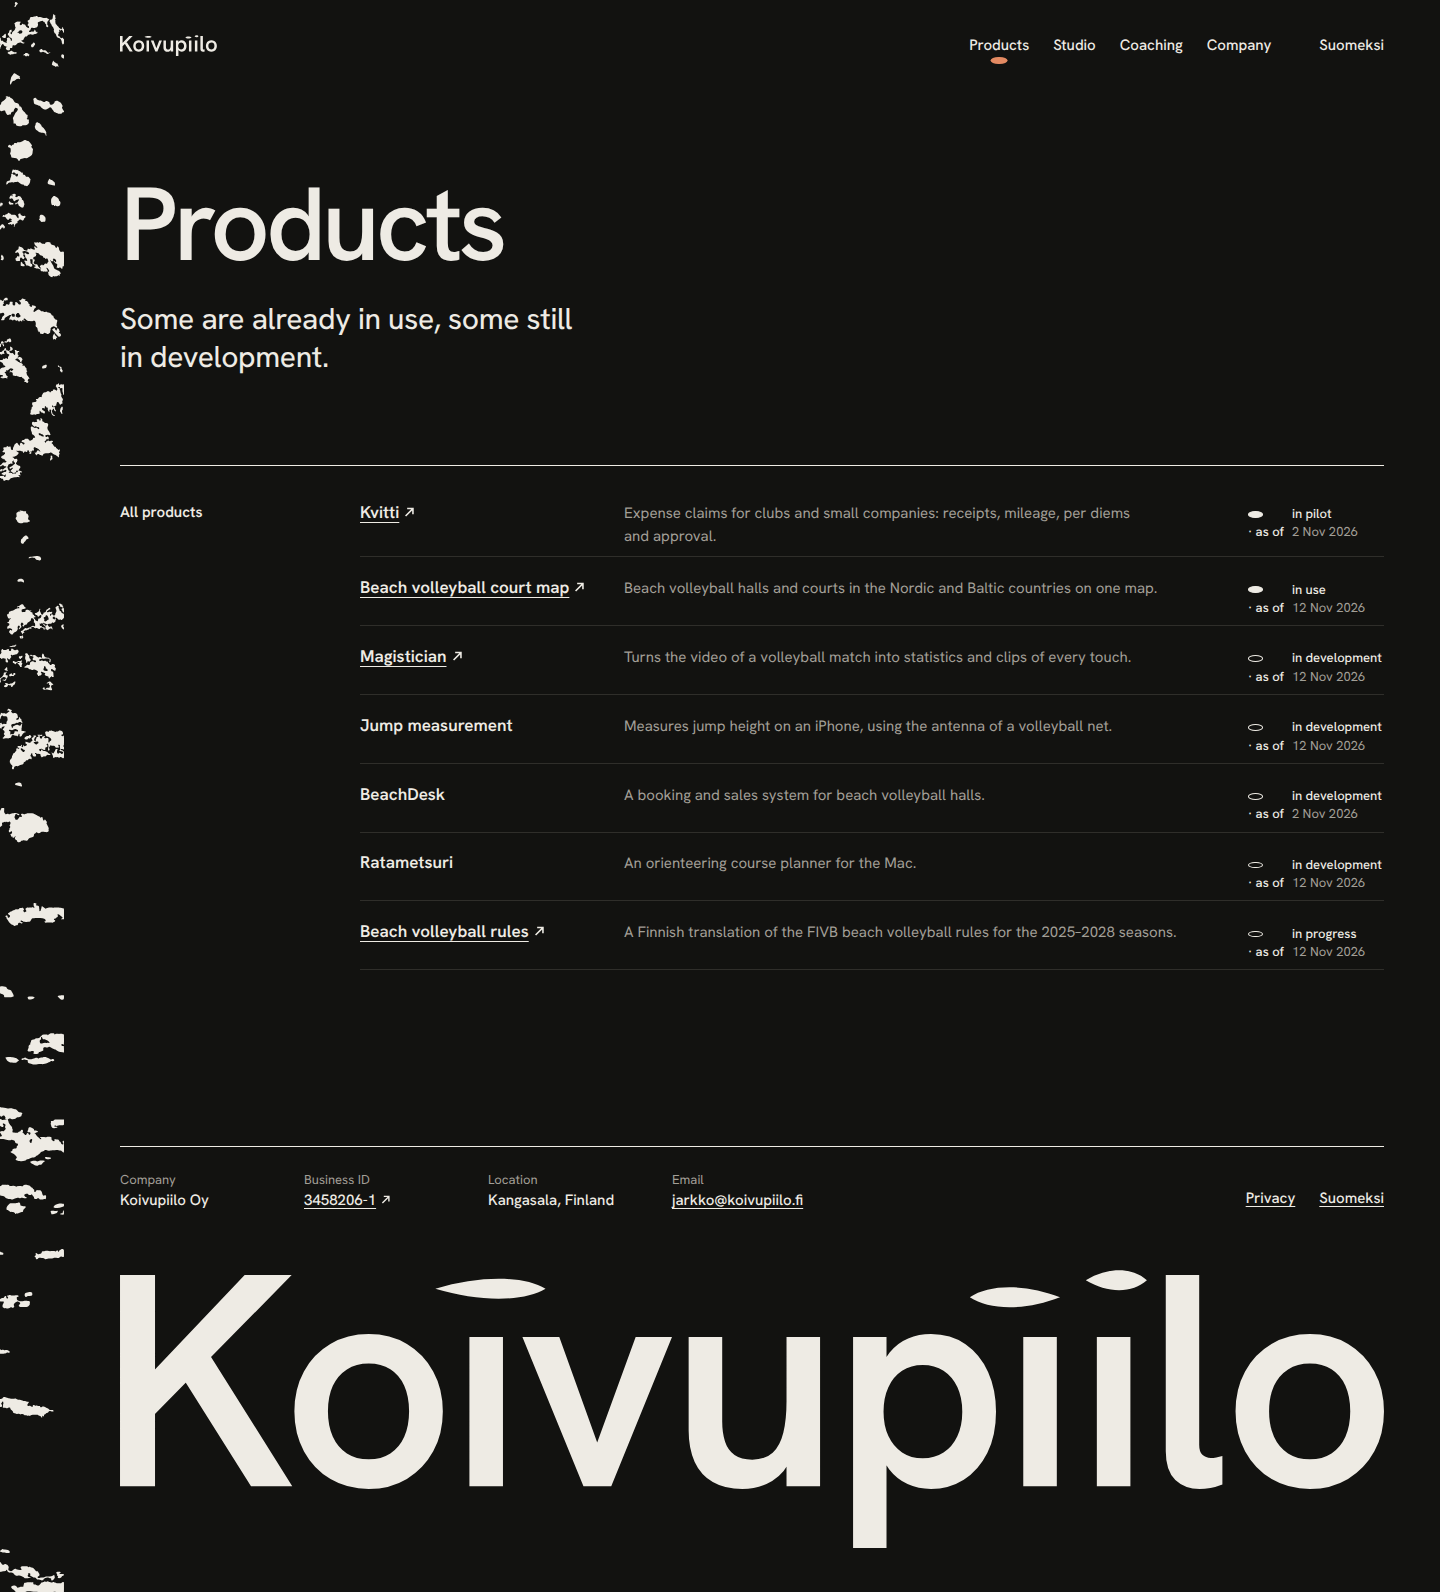 Koivupiilo
Products Studio Coaching Company Suomeksi
Products
Some are already in use, some still
in development.
All products
Kvitti ↗
Expense claims for clubs and small companies: receipts, mileage, per diems
and approval.
in pilot
· as of 2 Nov 2026
Beach volleyball court map ↗
Beach volleyball halls and courts in the Nordic and Baltic countries on one map.
in use
· as of 12 Nov 2026
Magistician ↗
Turns the video of a volleyball match into statistics and clips of every touch.
in development
· as of 12 Nov 2026
Jump measurement
Measures jump height on an iPhone, using the antenna of a volleyball net.
in development
· as of 12 Nov 2026
BeachDesk
A booking and sales system for beach volleyball halls.
in development
· as of 2 Nov 2026
Ratametsuri
An orienteering course planner for the Mac.
in development
· as of 12 Nov 2026
Beach volleyball rules ↗
A Finnish translation of the FIVB beach volleyball rules for the 2025–2028 seasons.
in progress
· as of 12 Nov 2026
Company
Koivupiilo Oy
Business ID
3458206-1 ↗
Location
Kangasala, Finland
Email
jarkko@koivupiilo.fi
Privacy Suomeksi
Koivupiilo